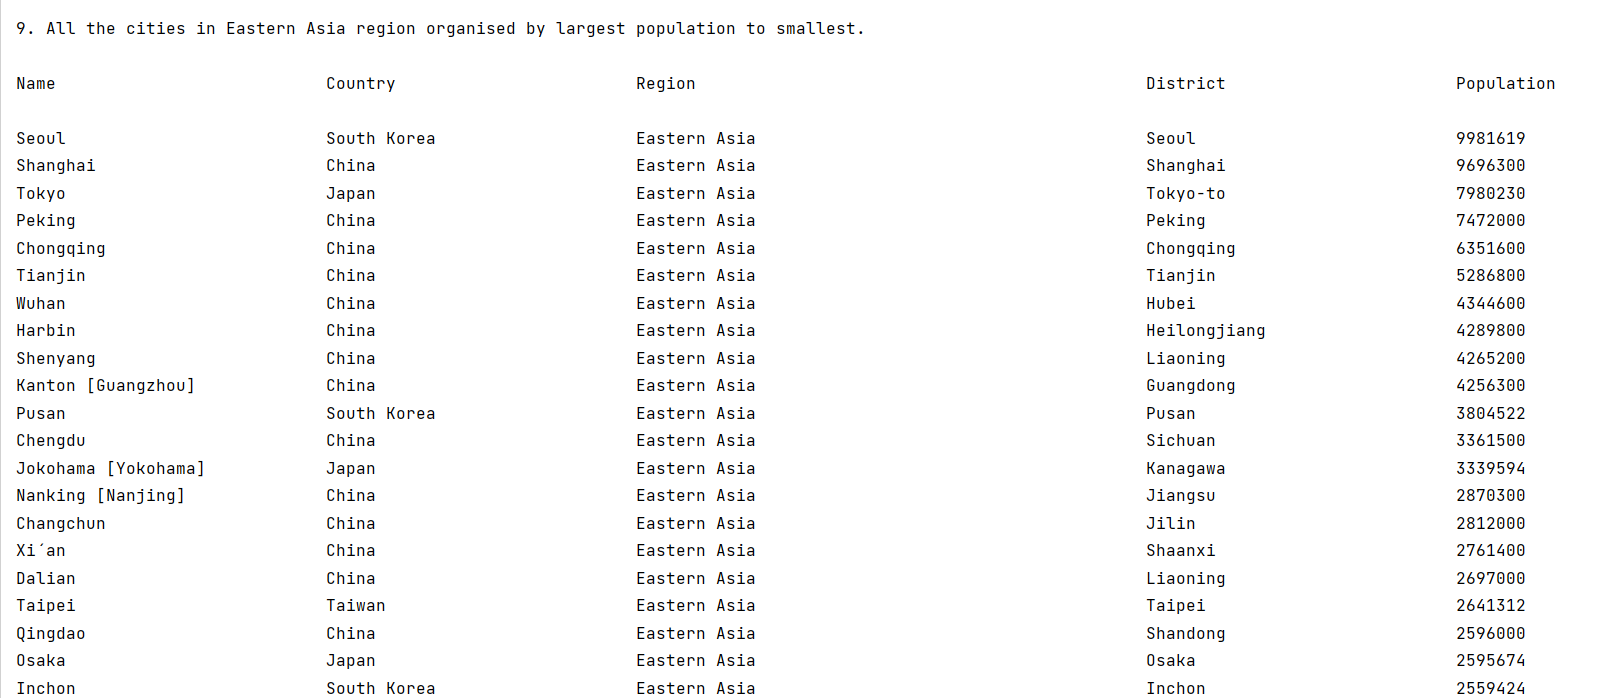 9. All the cities in Eastern Asia region organised by largest population to smallest.
Name Country Region District Population
Seoul South Korea Eastern Asia Seoul 9981619
Shanghai China Eastern Asia Shanghai 9696300
Tokyo Japan Eastern Asia Tokyo-to 7980230
Peking China Eastern Asia Peking 7472000
Chongqing China Eastern Asia Chongqing 6351600
Tianjin China Eastern Asia Tianjin 5286800
Wuhan China Eastern Asia Hubei 4344600
Harbin China Eastern Asia Heilongjiang 4289800
Shenyang China Eastern Asia Liaoning 4265200
Kanton [Guangzhou] China Eastern Asia Guangdong 4256300
Pusan South Korea Eastern Asia Pusan 3804522
Chengdu China Eastern Asia Sichuan 3361500
Jokohama [Yokohama] Japan Eastern Asia Kanagawa 3339594
Nanking [Nanjing] China Eastern Asia Jiangsu 2870300
Changchun China Eastern Asia Jilin 2812000
Xi´an China Eastern Asia Shaanxi 2761400
Dalian China Eastern Asia Liaoning 2697000
Taipei Taiwan Eastern Asia Taipei 2641312
Qingdao China Eastern Asia Shandong 2596000
Osaka Japan Eastern Asia Osaka 2595674
Inchon South Korea Eastern Asia Inchon 2559424